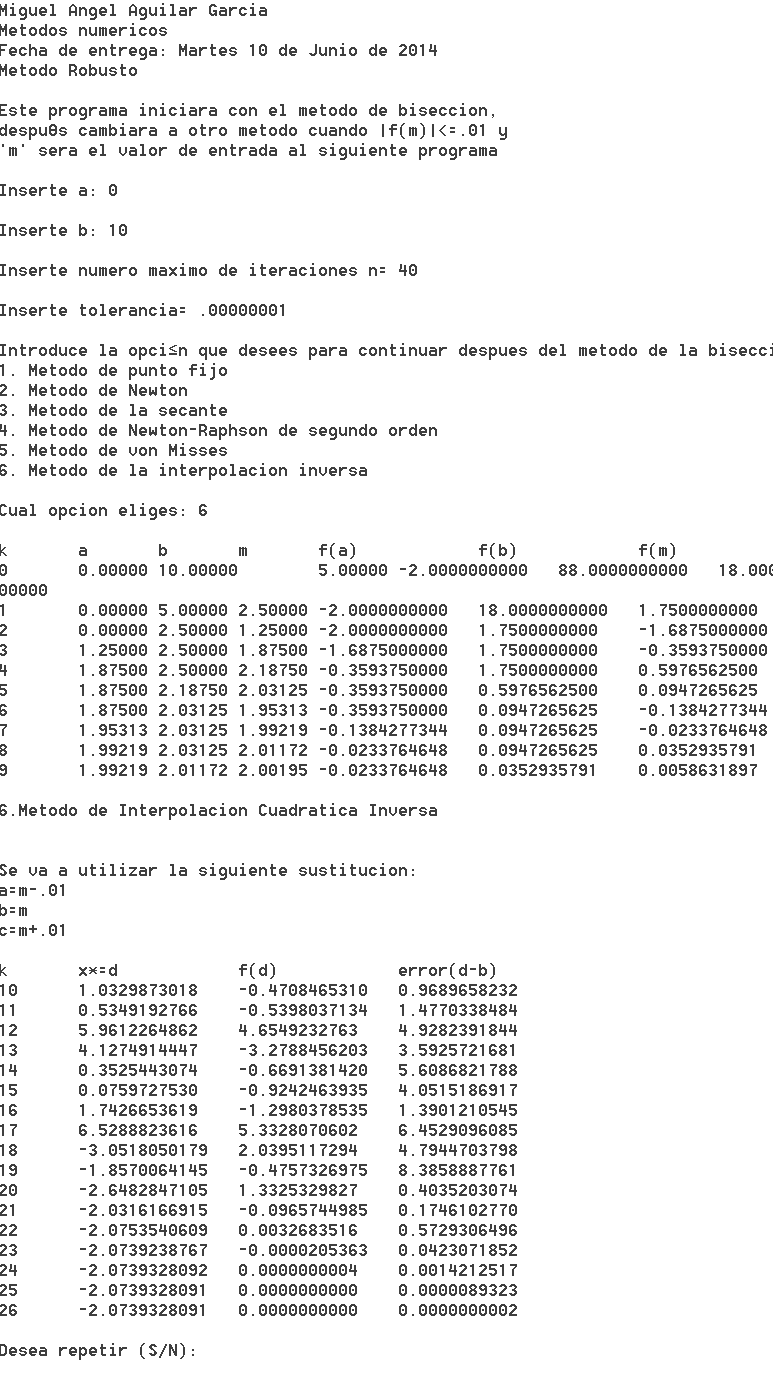 Miguel Angel Aguilar Garcia
Metodos numericos
Fecha de entrega: Martes 10 de Junio de 2014
Metodo Robusto
Este programa iniciara con el metodo de biseccion,
despuΘs cambiara a otro metodo cuando |f(m)|<=.01 y
'm' sera el valor de entrada al siguiente programa
Inserte a: 0
Inserte b: 10
Inserte numero maximo de iteraciones n= 40
Inserte tolerancia= .00000001
Introduce la opci≤n que desees para continuar despues del metodo de la bisecci
1. Metodo de punto fijo
2. Metodo de Newton
3. Metodo de la secante
4. Metodo de Newton-Raphson de segundo orden
5. Metodo de von Misses
6. Metodo de la interpolacion inversa
Cual opcion eliges: 6
k a b m f(a) f(b) f(m)
0 0.00000 10.00000 5.00000 -2.0000000000 88.0000000000 18.000
00000
1 0.00000 5.00000 2.50000 -2.0000000000 18.0000000000 1.7500000000
2 0.00000 2.50000 1.25000 -2.0000000000 1.7500000000 -1.6875000000
3 1.25000 2.50000 1.87500 -1.6875000000 1.7500000000 -0.3593750000
4 1.87500 2.50000 2.18750 -0.3593750000 1.7500000000 0.5976562500
5 1.87500 2.18750 2.03125 -0.3593750000 0.5976562500 0.0947265625
6 1.87500 2.03125 1.95313 -0.3593750000 0.0947265625 -0.1384277344
7 1.95313 2.03125 1.99219 -0.1384277344 0.0947265625 -0.0233764648
8 1.99219 2.03125 2.01172 -0.0233764648 0.0947265625 0.0352935791
9 1.99219 2.01172 2.00195 -0.0233764648 0.0352935791 0.0058631897
6.Metodo de Interpolacion Cuadratica Inversa
Se va a utilizar la siguiente sustitucion:
a=m-.01
b=m
c=m+.01
k x*=d f(d) error(d-b)
10 1.0329873018 -0.4708465310 0.9689658232
11 0.5349192766 -0.5398037134 1.4770338484
12 5.9612264862 4.6549232763 4.9282391844
13 4.1274914447 -3.2788456203 3.5925721681
14 0.3525443074 -0.6691381420 5.6086821788
15 0.0759727530 -0.9242463935 4.0515186917
16 1.7426653619 -1.2980378535 1.3901210545
17 6.5288823616 5.3328070602 6.4529096085
18 -3.0518050179 2.0395117294 4.7944703798
19 -1.8570064145 -0.4757326975 8.3858887761
20 -2.6482847105 1.3325329827 0.4035203074
21 -2.0316166915 -0.0965744985 0.1746102770
22 -2.0753540609 0.0032683516 0.5729306496
23 -2.0739238767 -0.0000205363 0.0423071852
24 -2.0739328092 0.0000000004 0.0014212517
25 -2.0739328091 0.0000000000 0.0000089323
26 -2.0739328091 0.0000000000 0.0000000002
Desea repetir (S/N):